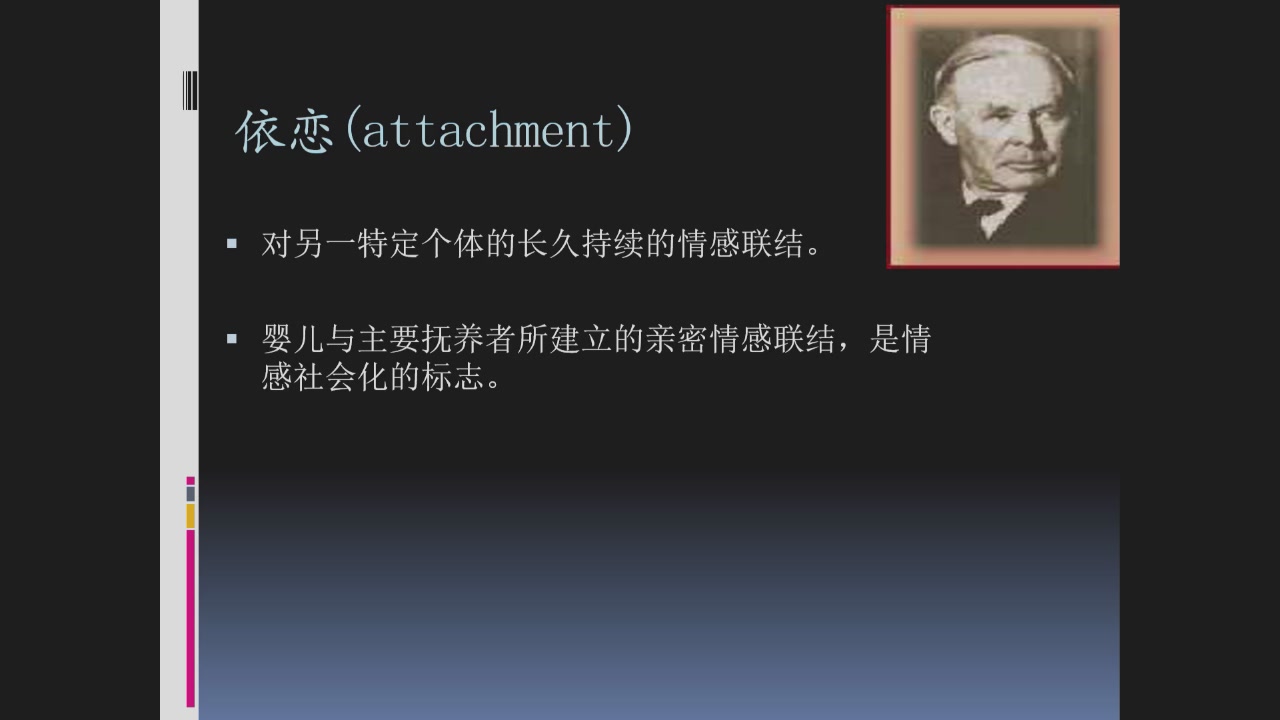 依恋(attachment)
对另一特定个体的长久持续的情感联结。
婴儿与主要抚养者所建立的亲密情感联结，是情
感社会化的标志。